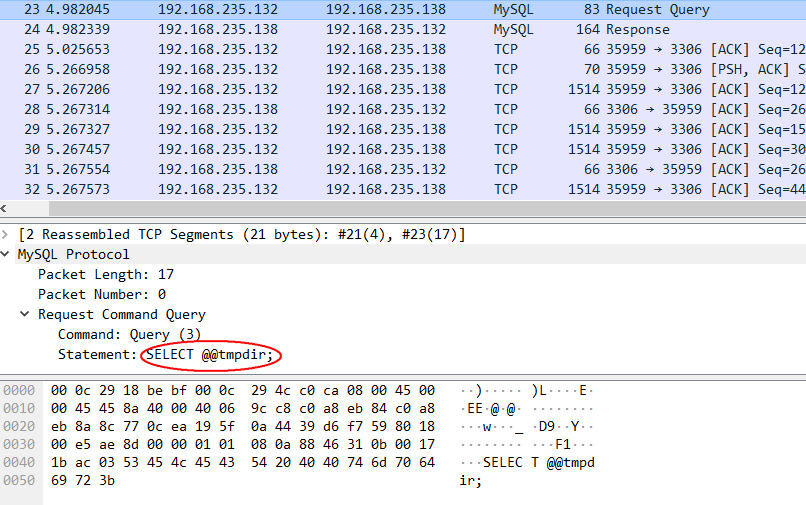 23 4.982045 192.168.235.132 192.168.235.138 MySQL 83 Request Query
24 4.982339 192.168.235.138 192.168.235.132 MySQL 164 Response
25 5.025653 192.168.235.132 192.168.235.138 TCP 66 35959 → 3306 [ACK] Seq=12
26 5.266958 192.168.235.132 192.168.235.138 TCP 70 35959 → 3306 [PSH, ACK] S
27 5.267206 192.168.235.132 192.168.235.138 TCP 1514 35959 → 3306 [ACK] Seq=12
28 5.267314 192.168.235.138 192.168.235.132 TCP 66 3306 → 35959 [ACK] Seq=26
29 5.267327 192.168.235.132 192.168.235.138 TCP 1514 35959 → 3306 [ACK] Seq=15
30 5.267457 192.168.235.132 192.168.235.138 TCP 1514 35959 → 3306 [ACK] Seq=30
31 5.267554 192.168.235.138 192.168.235.132 TCP 66 3306 → 35959 [ACK] Seq=26
32 5.267573 192.168.235.132 192.168.235.138 TCP 1514 35959 → 3306 [ACK] Seq=44
[2 Reassembled TCP Segments (21 bytes): #21(4), #23(17)]
MySQL Protocol
Packet Length: 17
Packet Number: 0
Request Command Query
Command: Query (3)
Statement: SELECT @@tmpdir;
0000 00 0c 29 18 be bf 00 0c 29 4c c0 ca 08 00 45 00 ··)····· )L····E·
0010 00 45 45 8a 40 00 40 06 9c c8 c0 a8 eb 84 c0 a8 ·EE·@·@· ········
0020 eb 8a 8c 77 0c ea 19 5f 0a 44 39 d6 f7 59 80 18 ···w···_ ·D9··Y··
0030 00 e5 ae 8d 00 00 01 01 08 0a 88 46 31 0b 00 17 ········ ···F1···
0040 1b ac 03 53 45 4c 45 43 54 20 40 40 74 6d 70 64 ···SELEC T @@tmpd
0050 69 72 3b ir;